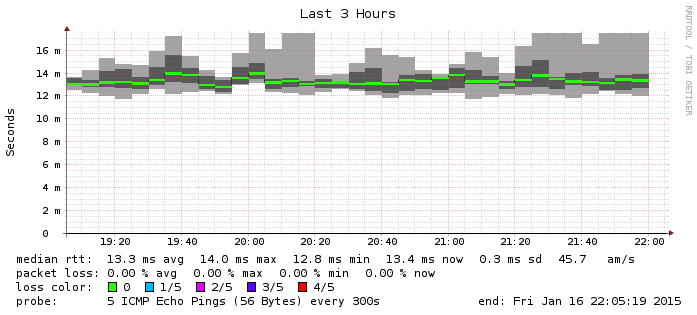 Last 3 Hours
RRDTOOL / TOBI OETIKER
Seconds
16 m
14 m
12 m
10 m
8 m
6 m
4 m
2 m
0
19:20 19:40 20:00 20:20 20:40 21:00 21:20 21:40 22:00
median rtt: 13.3 ms avg 14.0 ms max 12.8 ms min 13.4 ms now 0.3 ms sd 45.7 am/s
packet loss: 0.00 % avg 0.00 % max 0.00 % min 0.00 % now
loss color: 0 1/5 2/5 3/5 4/5
probe: 5 ICMP Echo Pings (56 Bytes) every 300s end: Fri Jan 16 22:05:19 2015